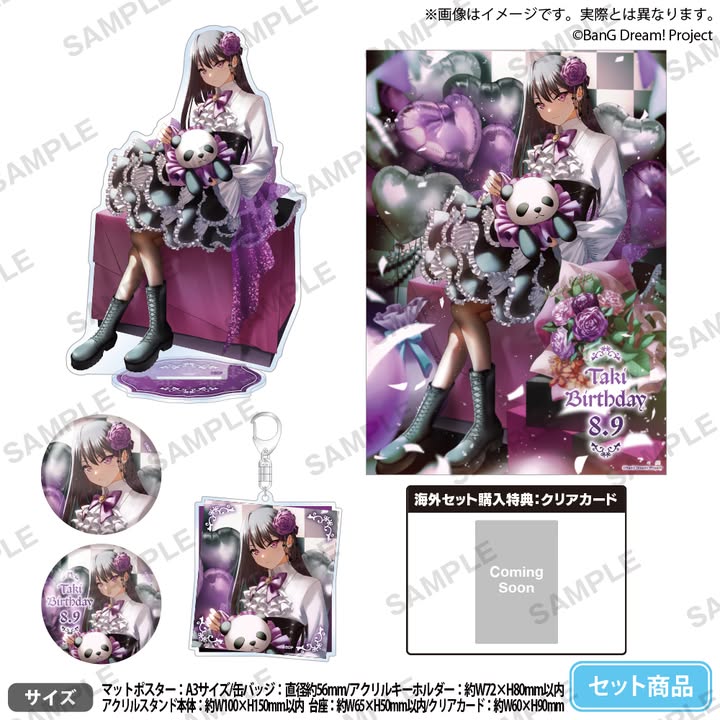 ※画像はイメージです。実際とは異なります。
©BanG Dream! Project
Taki
Birthday
8.9
©BanG Dream! Project
Taki
Birthday
8.9
海外セット購入特典：クリアカード
Coming
Soon
サイズ
マットポスター：A3サイズ/缶バッジ：直径約56mm/アクリルキーホルダー：約W72×H80mm以内
アクリルスタンド本体：約W100×H150mm以内 台座：約W65×H50mm以内/クリアカード：約W60×H90mm
セット商品
SAMPLE